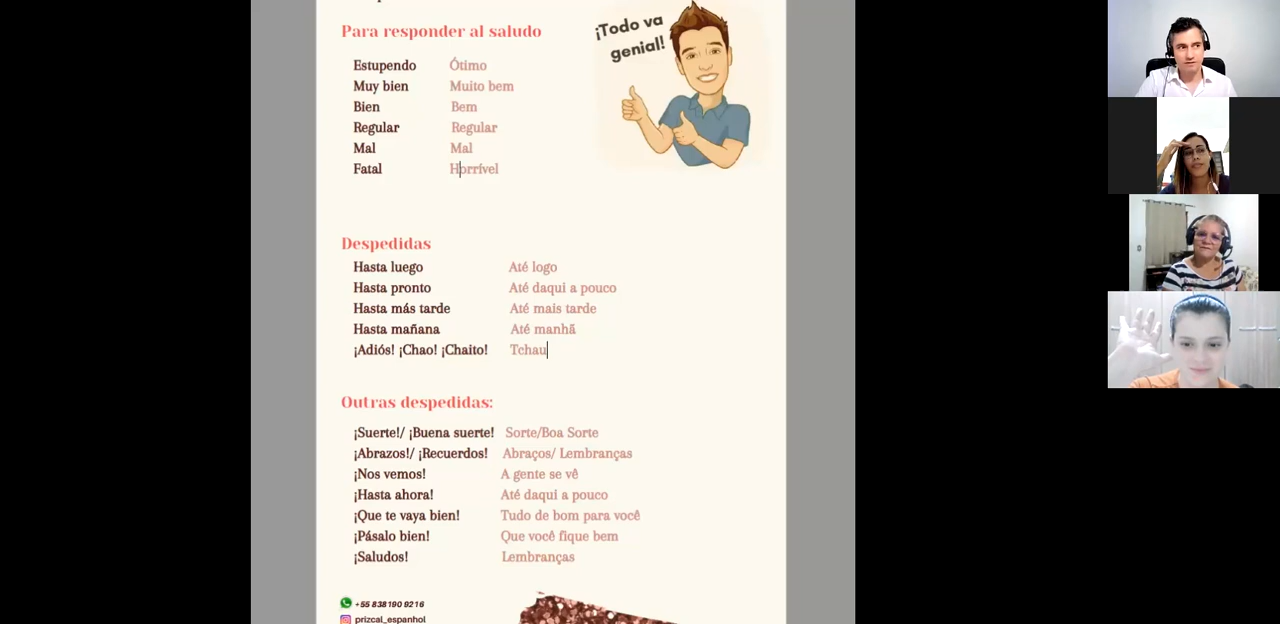 Para responder al saludo
¡Todo va genial!
Estupendo Ótimo
Muy bien Muito bem
Bien Bem
Regular Regular
Mal Mal
Fatal Horrível
Despedidas
Hasta luego Até logo
Hasta pronto Até daqui a pouco
Hasta más tarde Até mais tarde
Hasta mañana Até manhã
¡Adiós! ¡Chao! ¡Chaito! Tchau
Outras despedidas:
¡Suerte!/ ¡Buena suerte! Sorte/Boa Sorte
¡Abrazos!/ ¡Recuerdos! Abraços/ Lembranças
¡Nos vemos! A gente se vê
¡Hasta ahora! Até daqui a pouco
¡Que te vaya bien! Tudo de bom para você
¡Pásalo bien! Que você fique bem
¡Saludos! Lembranças
+55 838190 9216
prizcal_espanhol